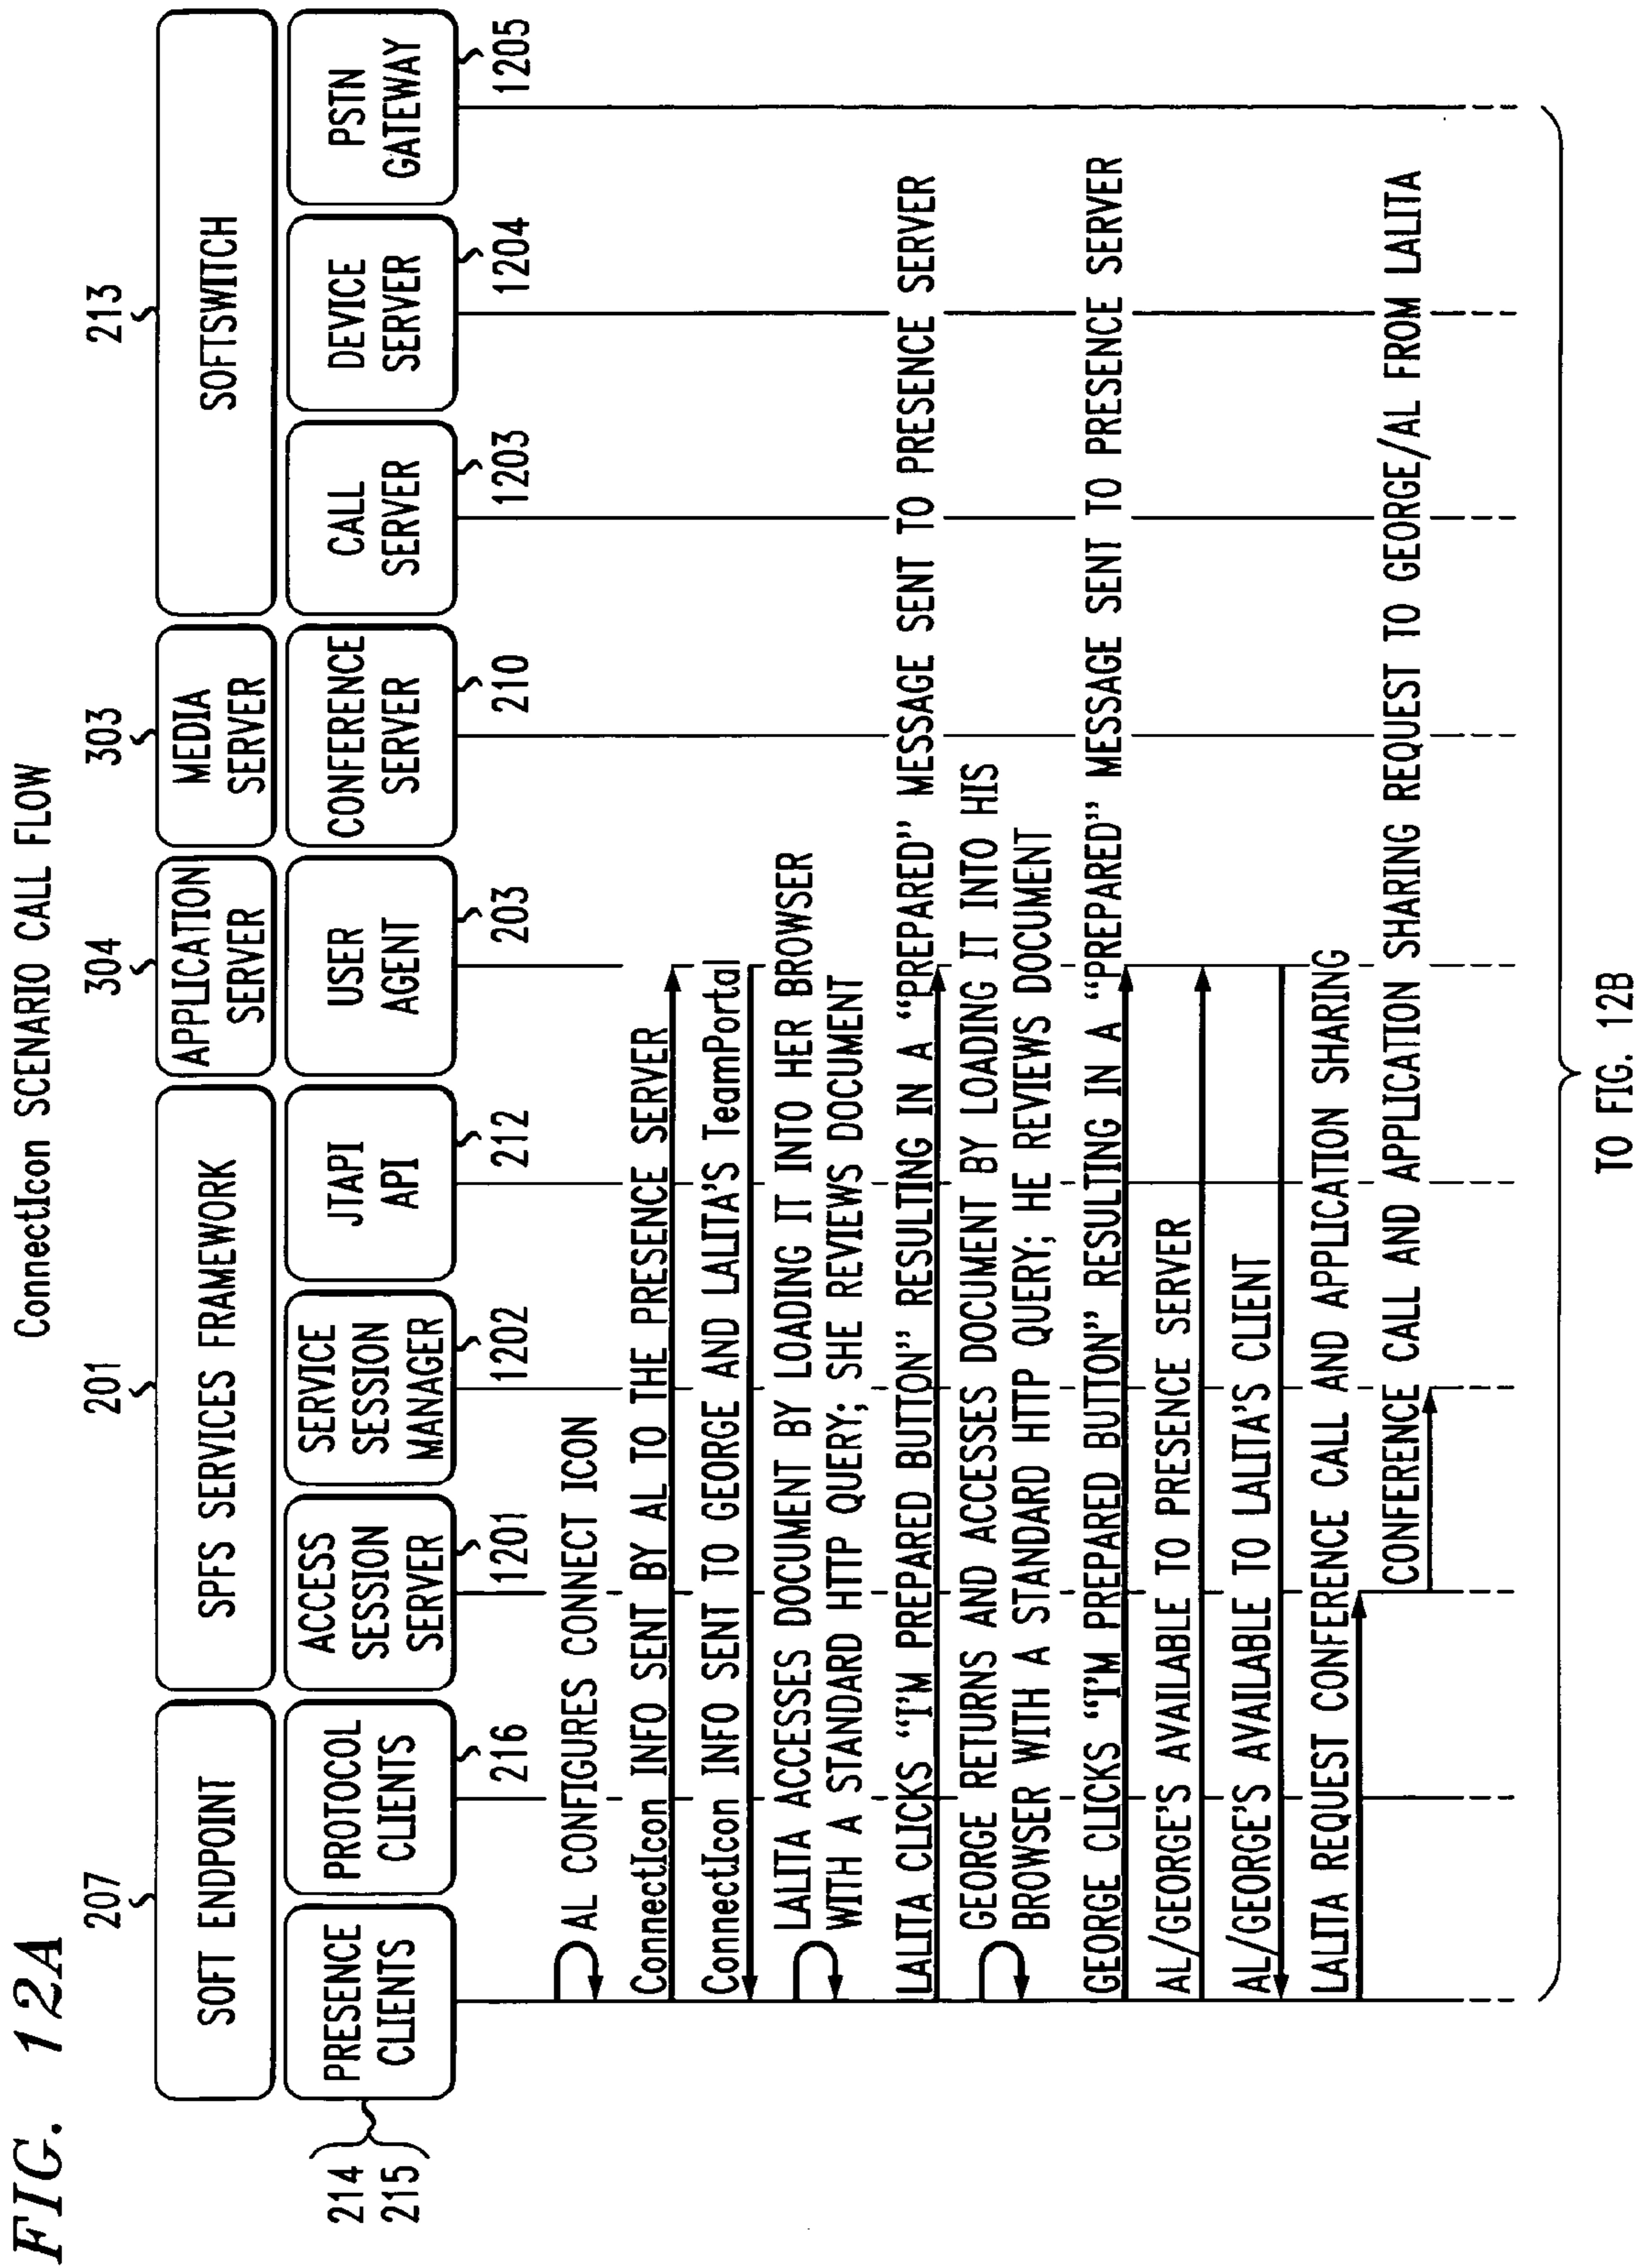 FIG. 12A
ConnectIcon SCENARIO CALL FLOW
207
201
304
303
213
SOFT ENDPOINT
SPFS SERVICES FRAMEWORK
APPLICATION
SERVER
MEDIA
SERVER
SOFTSWITCH
214
215
PRESENCE
CLIENTS
PROTOCOL
CLIENTS
ACCESS
SESSION
SERVER
SERVICE
SESSION
MANAGER
JTAPI
API
USER
AGENT
CONFERENCE
SERVER
CALL
SERVER
DEVICE
SERVER
PSTN
GATEWAY
216
1201
1202
212
203
210
1203
1204
1205
AL CONFIGURES CONNECT ICON
ConnectIcon INFO SENT BY AL TO THE PRESENCE SERVER
ConnectIcon INFO SENT TO GEORGE AND LALITA'S TeamPortal
LALITA ACCESSES DOCUMENT BY LOADING IT INTO HER BROWSER
WITH A STANDARD HTTP QUERY; SHE REVIEWS DOCUMENT
LALITA CLICKS "I'M PREPARED BUTTON" RESULTING IN A "PREPARED" MESSAGE SENT TO PRESENCE SERVER
GEORGE RETURNS AND ACCESSES DOCUMENT BY LOADING IT INTO HIS
BROWSER WITH A STANDARD HTTP QUERY; HE REVIEWS DOCUMENT
GEORGE CLICKS "I'M PREPARED BUTTON" RESULTING IN A "PREPARED" MESSAGE SENT TO PRESENCE SERVER
AL/GEORGE'S AVAILABLE TO PRESENCE SERVER
AL/GEORGE'S AVAILABLE TO LALITA'S CLIENT
LALITA REQUEST CONFERENCE CALL AND APPLICATION SHARING
CONFERENCE CALL AND APPLICATION SHARING REQUEST TO GEORGE/AL FROM LALITA
TO FIG. 12B